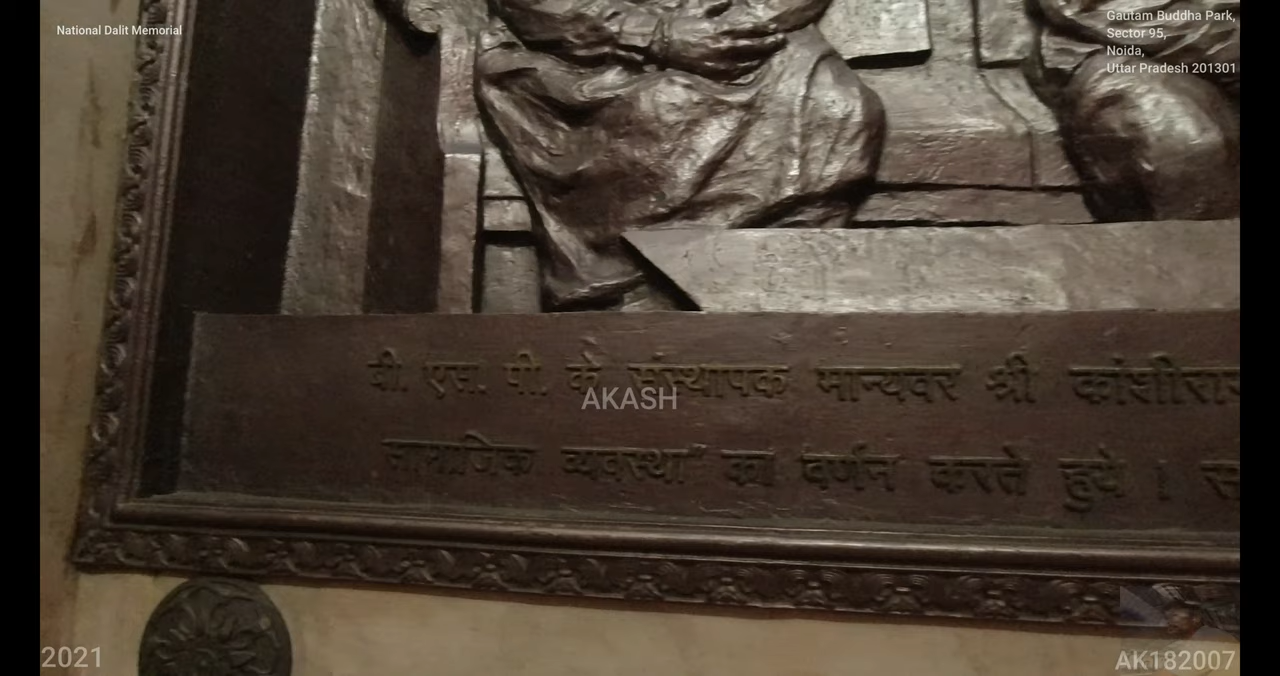 National Dalit Memorial
Gautam Buddha Park,
Sector 95,
Noida,
Uttar Pradesh 201301
बी. एस. पी. के संस्थापक मान्यवर श्री कांशीरा
AKASH
सामाजिक व्यवस्था" का वर्णन करते हुये । स
2021
AK182007